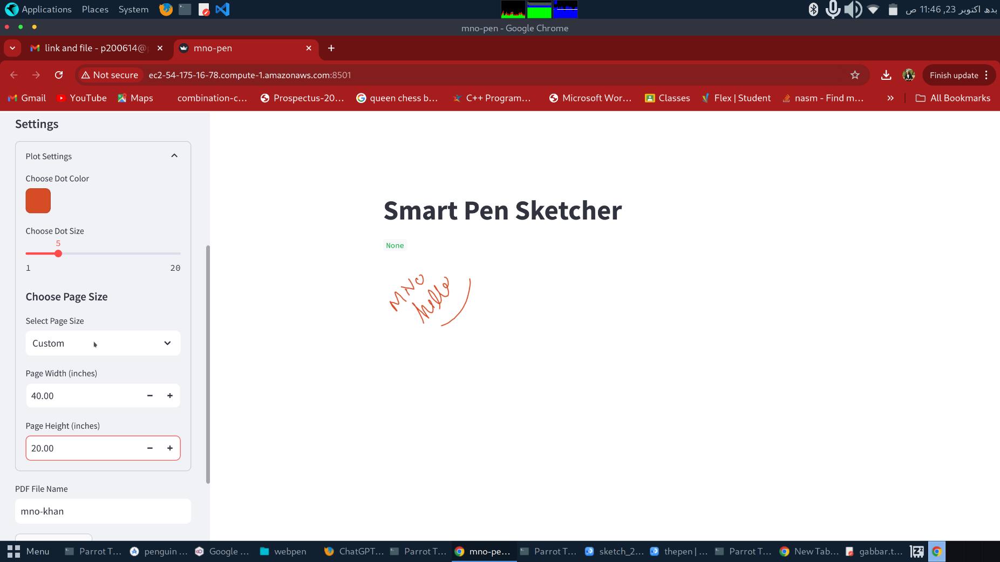 Applications Places System
بدھ اکتوبر 23, 11:46 ص
mno-pen - Google Chrome
link and file - p200614@
mno-pen
Not secure ec2-54-175-16-78.compute-1.amazonaws.com:8501
Finish update
Gmail YouTube Maps combination-c... Prospectus-20... queen chess b... C++ Program... Microsoft Wor... Classes Flex | Student nasm - Find m... » All Bookmarks
Settings
Plot Settings
Choose Dot Color
Choose Dot Size
5
1 20
Choose Page Size
Select Page Size
Custom
Page Width (inches)
40.00 - +
Page Height (inches)
20.00 - +
PDF File Name
mno-khan
Smart Pen Sketcher
None
MNO
hello
Menu Parrot T... penguin ... Google ... webpen ChatGPT... Parrot T... mno-pe... Parrot T... sketch_2... thepen | ... Parrot T... New Tab... gabbar.t...